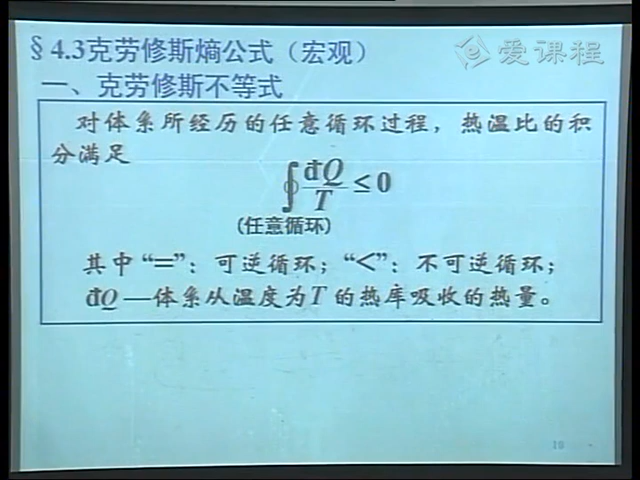 §4.3克劳修斯熵公式（宏观）
爱课程
一、克劳修斯不等式
对体系所经历的任意循环过程，热温比的积
分满足
∮ đQ/T ≤ 0
(任意循环)
其中“=”：可逆循环；“<”：不可逆循环；
đQ —体系从温度为T 的热库吸收的热量。